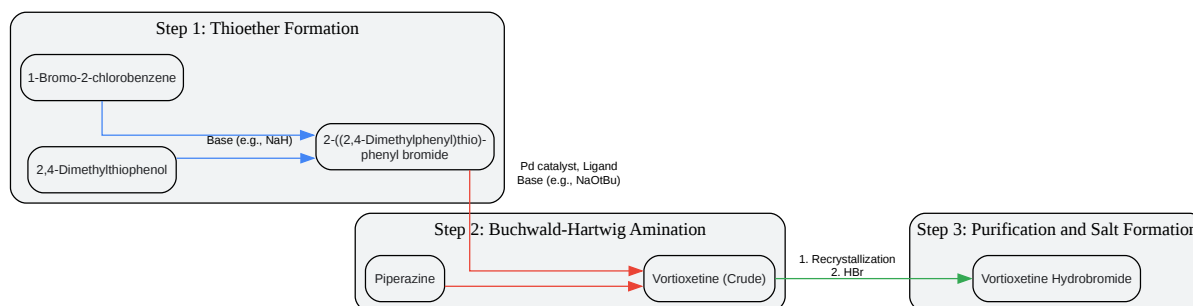 Step 1: Thioether Formation
1-Bromo-2-chlorobenzene
Base (e.g., NaH)
2,4-Dimethylthiophenol
2-((2,4-Dimethylphenyl)thio)-
phenyl bromide
Pd catalyst, Ligand
Base (e.g., NaOtBu)
Step 2: Buchwald-Hartwig Amination
Piperazine
Vortioxetine (Crude)
1. Recrystallization
2. HBr
Step 3: Purification and Salt Formation
Vortioxetine Hydrobromide